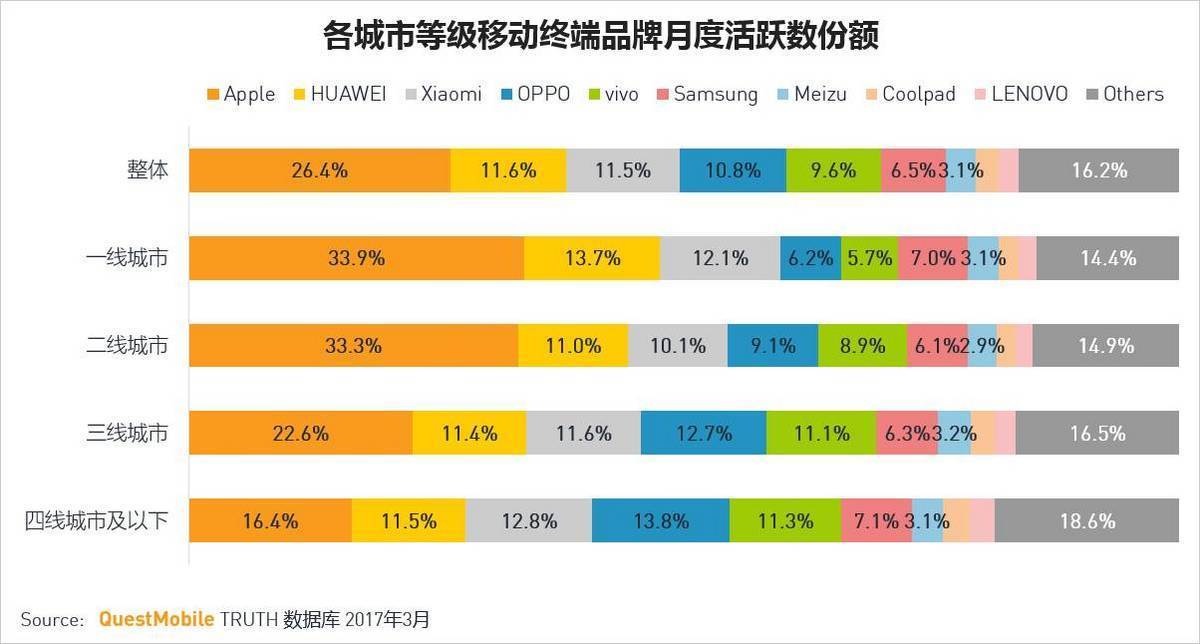 各城市等级移动终端品牌月度活跃数份额
Apple HUAWEI Xiaomi OPPO vivo Samsung Meizu Coolpad LENOVO Others
整体 26.4% 11.6% 11.5% 10.8% 9.6% 6.5% 3.1% 16.2%
一线城市 33.9% 13.7% 12.1% 6.2% 5.7% 7.0% 3.1% 14.4%
二线城市 33.3% 11.0% 10.1% 9.1% 8.9% 6.1% 2.9% 14.9%
三线城市 22.6% 11.4% 11.6% 12.7% 11.1% 6.3% 3.2% 16.5%
四线城市及以下 16.4% 11.5% 12.8% 13.8% 11.3% 7.1% 3.1% 18.6%
Source: QuestMobile TRUTH 数据库 2017年3月